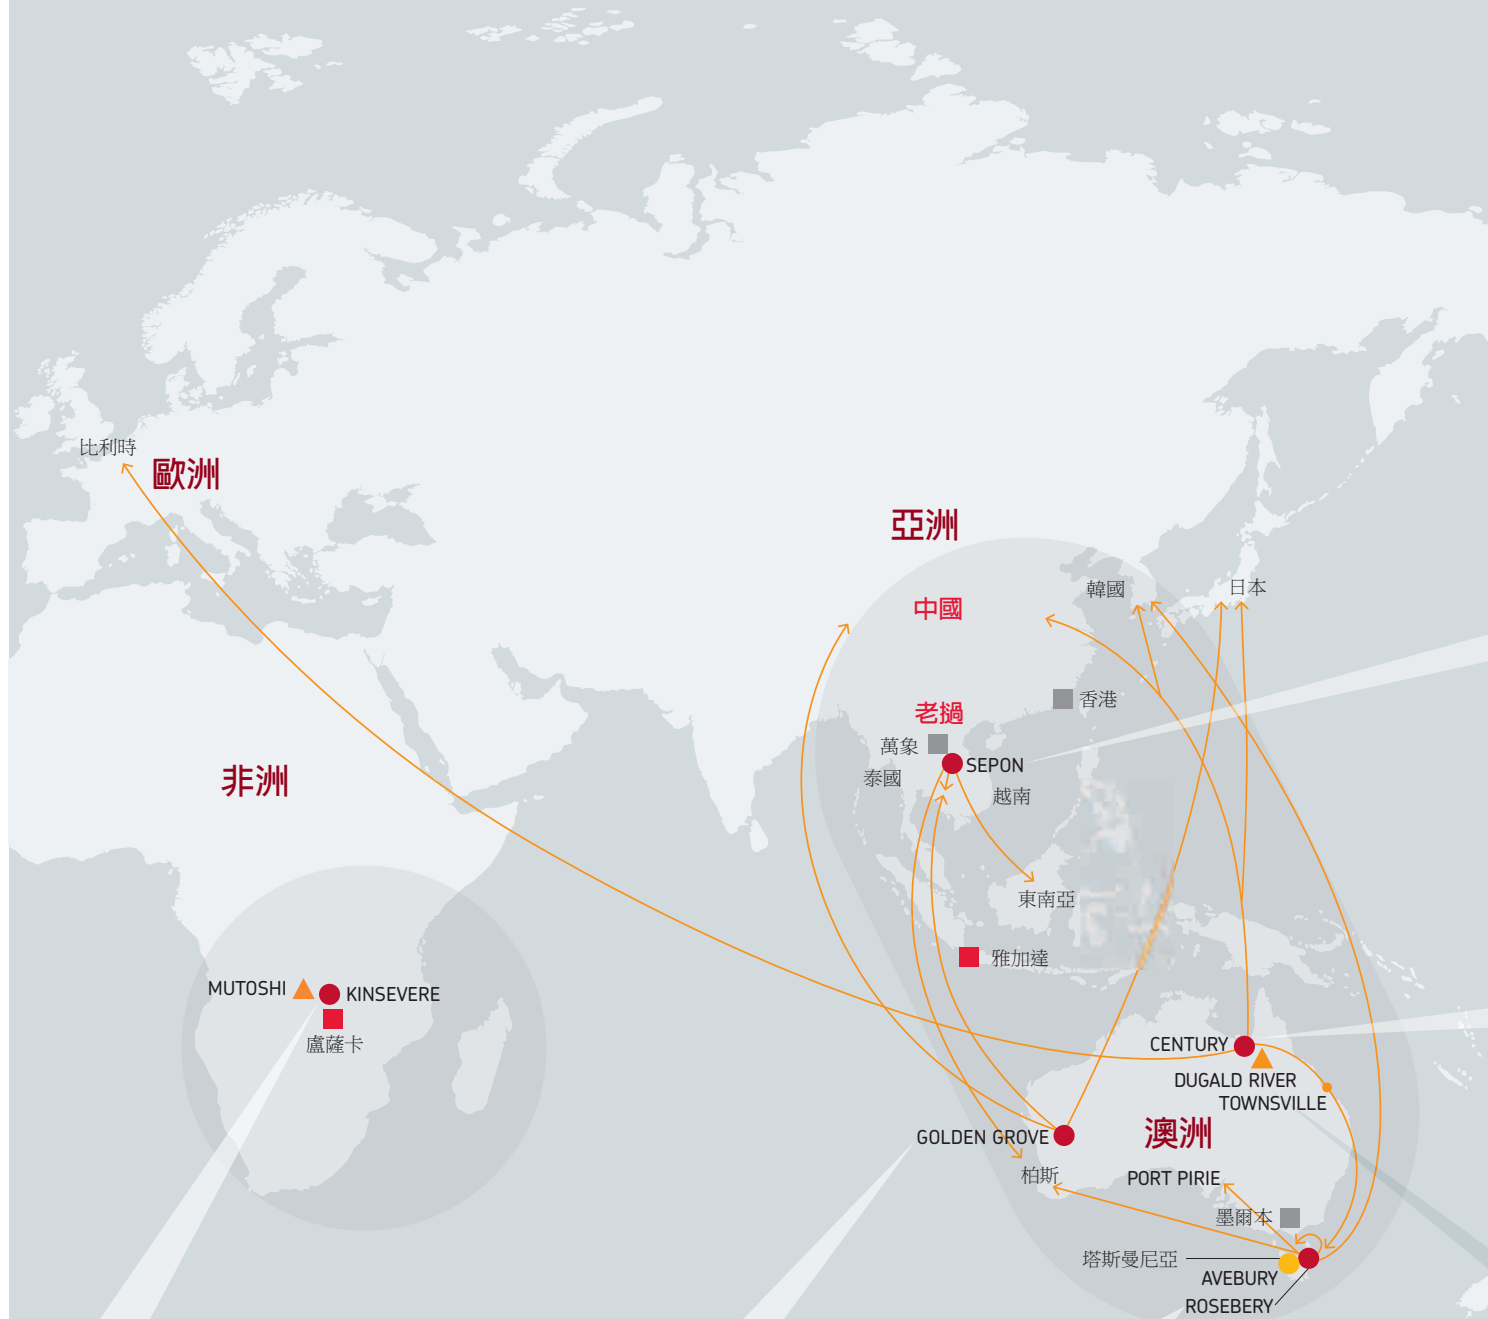 比利時
歐洲
亞洲
韓國
日本
中國
香港
老撾
萬象
SEPON
泰國
越南
非洲
東南亞
雅加達
MUTOSHI
KINSEVERE
盧薩卡
CENTURY
DUGALD RIVER
TOWNSVILLE
GOLDEN GROVE
澳洲
柏斯
PORT PIRIE
墨爾本
塔斯曼尼亞
AVEBURY
ROSEBERY